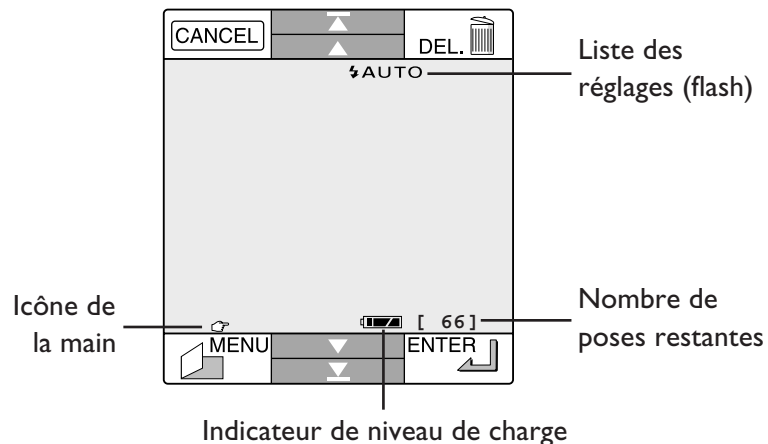 CANCEL
DEL.
AUTO
Liste des
réglages (flash)
Icône de
la main
[ 66]
Nombre de
poses restantes
MENU
ENTER
Indicateur de niveau de charge